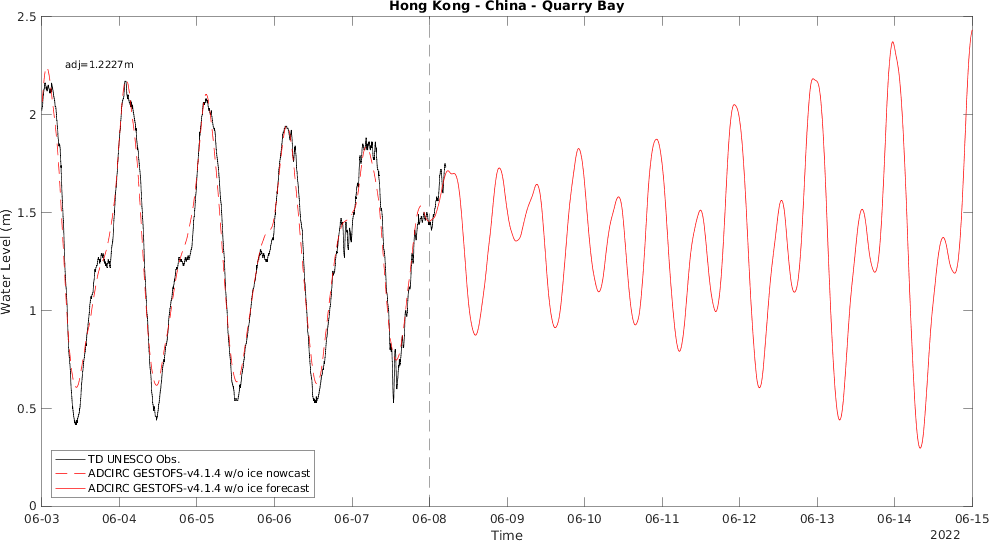 Hong Kong - China - Quarry Bay
2.5
adj=1.2227m
2
1.5
Water Level (m)
1
0.5
TD UNESCO Obs.
ADCIRC GESTOFS-v4.1.4 w/o ice nowcast
ADCIRC GESTOFS-v4.1.4 w/o ice forecast
0
06-03 06-04 06-05 06-06 06-07 06-08 06-09 06-10 06-11 06-12 06-13 06-14 06-15
Time
2022